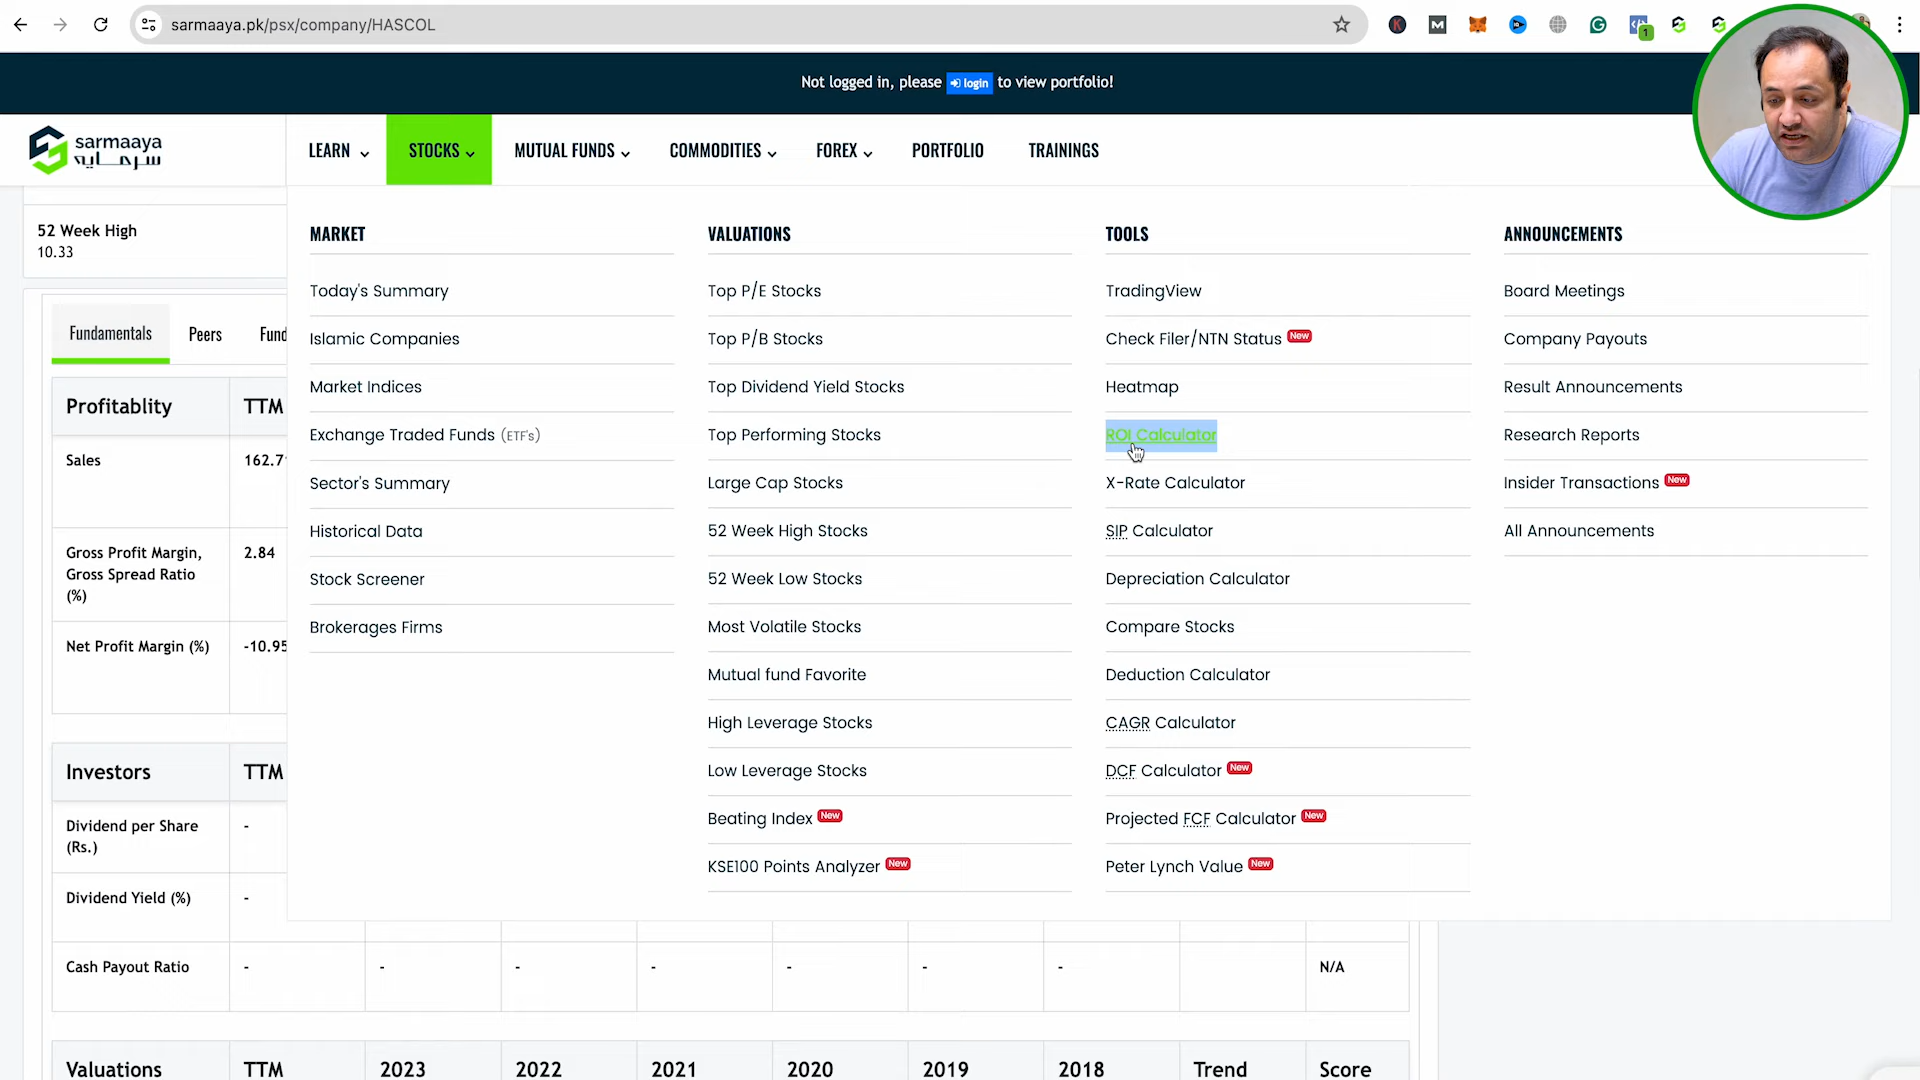 sarmaaya.pk/psx/company/HASCOL
1
Not logged in, please login to view portfolio!
sarmaaya
سرمایہ
LEARN
STOCKS
MUTUAL FUNDS
COMMODITIES
FOREX
PORTFOLIO
TRAININGS
52 Week High
10.33
Fundamentals
Peers
Fund
Profitablity
TTM
Sales
162.7
Gross Profit Margin,
Gross Spread Ratio
(%)
2.84
Net Profit Margin (%)
-10.95
Investors
TTM
Dividend per Share
(Rs.)
-
Dividend Yield (%)
-
MARKET
Today's Summary
Islamic Companies
Market Indices
Exchange Traded Funds (ETF's)
Sector's Summary
Historical Data
Stock Screener
Brokerages Firms
VALUATIONS
Top P/E Stocks
Top P/B Stocks
Top Dividend Yield Stocks
Top Performing Stocks
Large Cap Stocks
52 Week High Stocks
52 Week Low Stocks
Most Volatile Stocks
Mutual fund Favorite
High Leverage Stocks
Low Leverage Stocks
Beating Index New
KSE100 Points Analyzer New
TOOLS
TradingView
Check Filer/NTN Status New
Heatmap
ROI Calculator
X-Rate Calculator
SIP Calculator
Depreciation Calculator
Compare Stocks
Deduction Calculator
CAGR Calculator
DCF Calculator New
Projected FCF Calculator New
Peter Lynch Value New
ANNOUNCEMENTS
Board Meetings
Company Payouts
Result Announcements
Research Reports
Insider Transactions New
All Announcements
Cash Payout Ratio - - - - - - - N/A
Valuations TTM 2023 2022 2021 2020 2019 2018 Trend Score